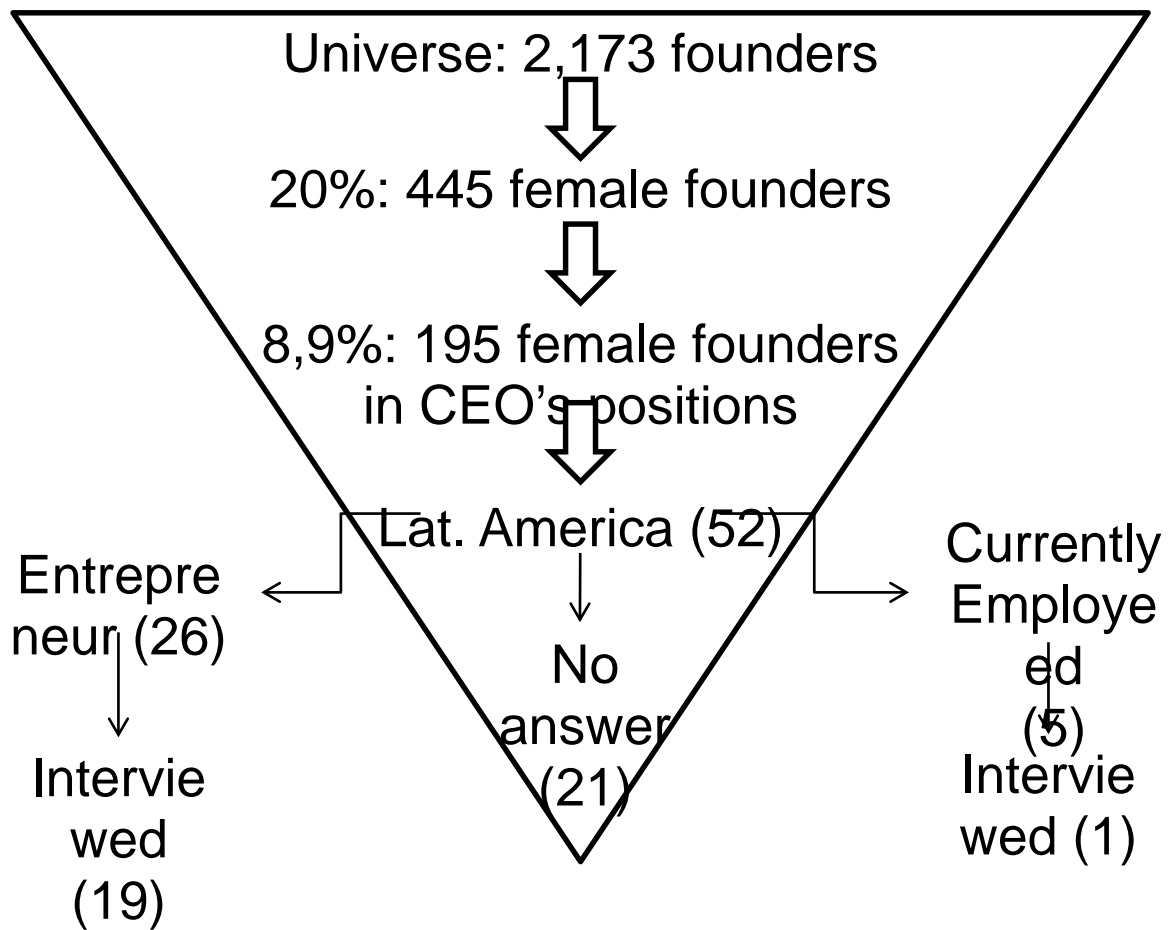 Universe: 2,173 founders
20%: 445 female founders
8,9%: 195 female founders
in CEO’s positions
Lat. America (52)
Entrepre
neur (26)
Intervie
wed
(19)
No
answer
(21)
Currently
Employe
ed
(5)
Intervie
wed (1)